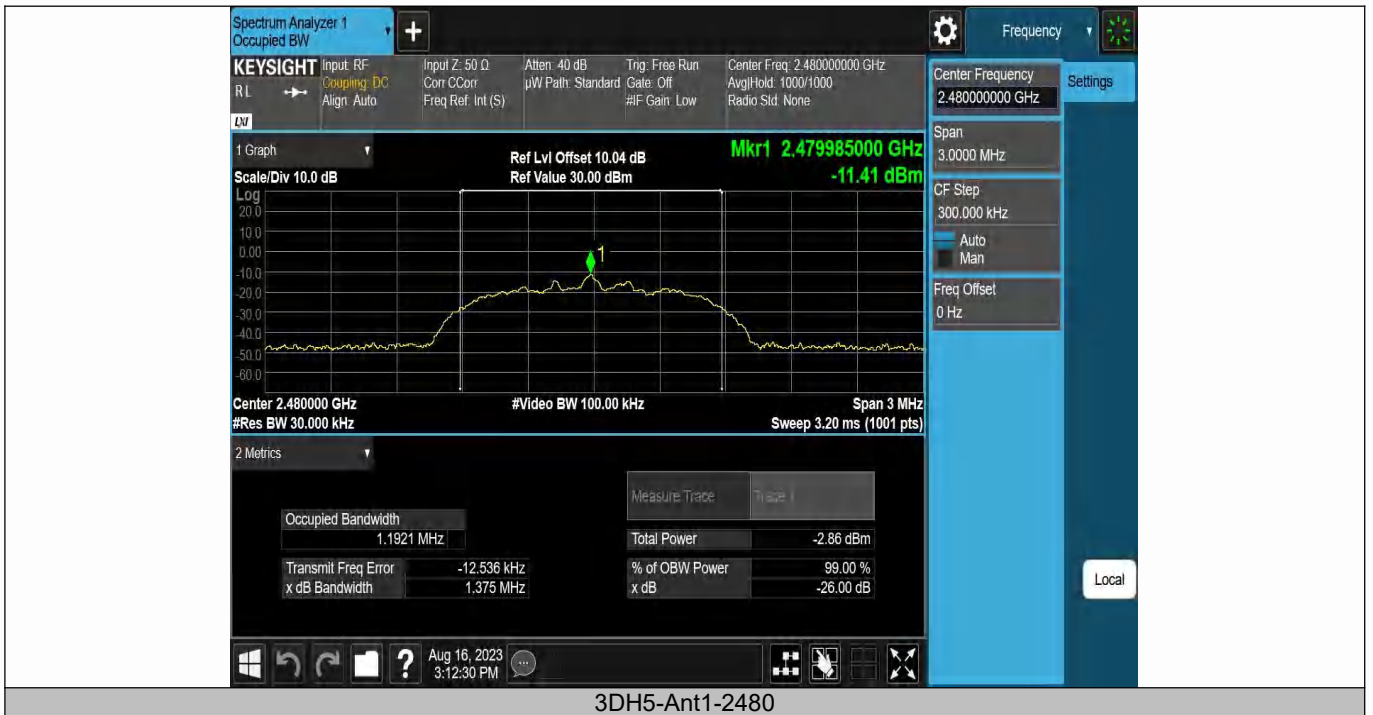 Spectrum Analyzer 1
Occupied BW
+
Frequency
KEYSIGHT
R L
LXI
Input: RF
Coupling: DC
Align: Auto
Input Z: 50 Ω
Corr CCorr
Freq Ref: Int (S)
Atten: 40 dB
µW Path: Standard
Trig: Free Run
Gate: Off
#IF Gain: Low
Center Freq: 2.480000000 GHz
Avg|Hold: 1000/1000
Radio Std: None
Center Frequency
2.480000000 GHz
Settings
Span
3.0000 MHz
CF Step
300.000 kHz
Auto
Man
Freq Offset
0 Hz
Local
1 Graph
Scale/Div 10.0 dB
Ref Lvl Offset 10.04 dB
Ref Value 30.00 dBm
Mkr1 2.479985000 GHz
-11.41 dBm
Log
20.0
10.0
0.00
-10.0
-20.0
-30.0
-40.0
-50.0
-60.0
1
Center 2.480000 GHz
#Video BW 100.00 kHz
Span 3 MHz
#Res BW 30.000 kHz
Sweep 3.20 ms (1001 pts)
2 Metrics
Measure Trace Trace 1
Occupied Bandwidth
1.1921 MHz
Total Power -2.86 dBm
Transmit Freq Error -12.536 kHz
% of OBW Power 99.00 %
x dB Bandwidth 1.375 MHz
x dB -26.00 dB
?
Aug 16, 2023
3:12:30 PM
3DH5-Ant1-2480